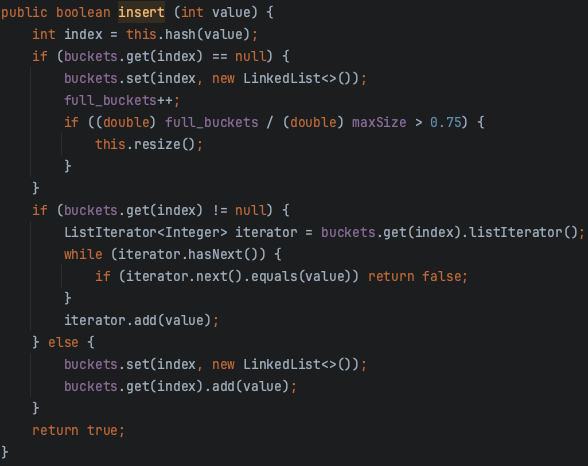 public boolean insert (int value) {
    int index = this.hash(value);
    if (buckets.get(index) == null) {
        buckets.set(index, new LinkedList<>());
        full_buckets++;
        if ((double) full_buckets / (double) maxSize > 0.75) {
            this.resize();
        }
    }
    if (buckets.get(index) != null) {
        ListIterator<Integer> iterator = buckets.get(index).listIterator();
        while (iterator.hasNext()) {
            if (iterator.next().equals(value)) return false;
        }
        iterator.add(value);
    } else {
        buckets.set(index, new LinkedList<>());
        buckets.get(index).add(value);
    }
    return true;
}